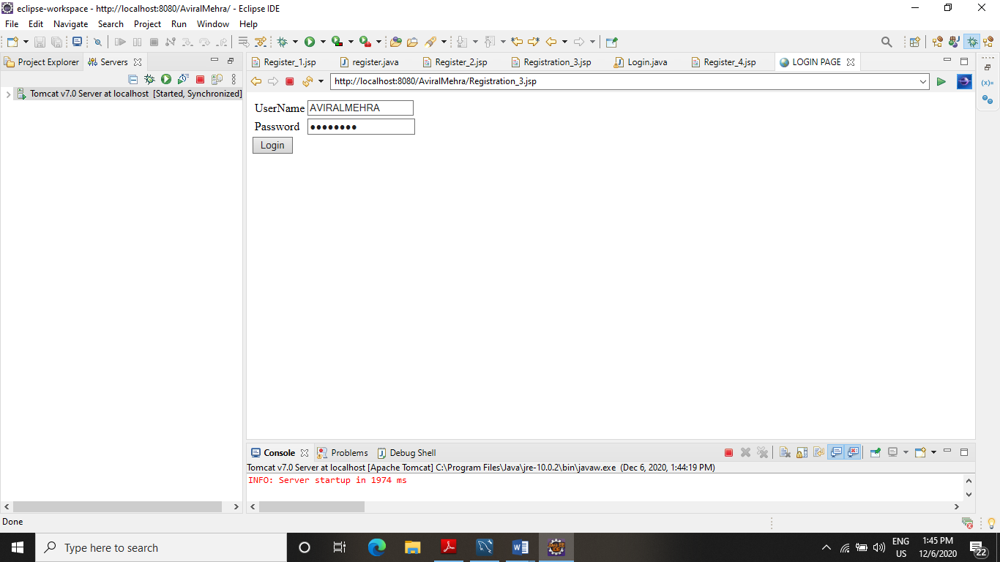 eclipse-workspace - http://localhost:8080/AviralMehra/ - Eclipse IDE
File Edit Navigate Search Project Run Window Help
Project Explorer Servers Register_1.jsp register.java Register_2.jsp Registration_3.jsp Login.java Register_4.jsp LOGIN PAGE
http://localhost:8080/AviralMehra/Registration_3.jsp
(x)=
Tomcat v7.0 Server at localhost [Started, Synchronized]
UserName AVIRALMEHRA
Password ●●●●●●●●
Login
Console Problems Debug Shell
Tomcat v7.0 Server at localhost [Apache Tomcat] C:\Program Files\Java\jre-10.0.2\bin\javaw.exe (Dec 6, 2020, 1:44:19 PM)
INFO: Server startup in 1974 ms
Done
Type here to search
ENG
US
1:45 PM
12/6/2020
22